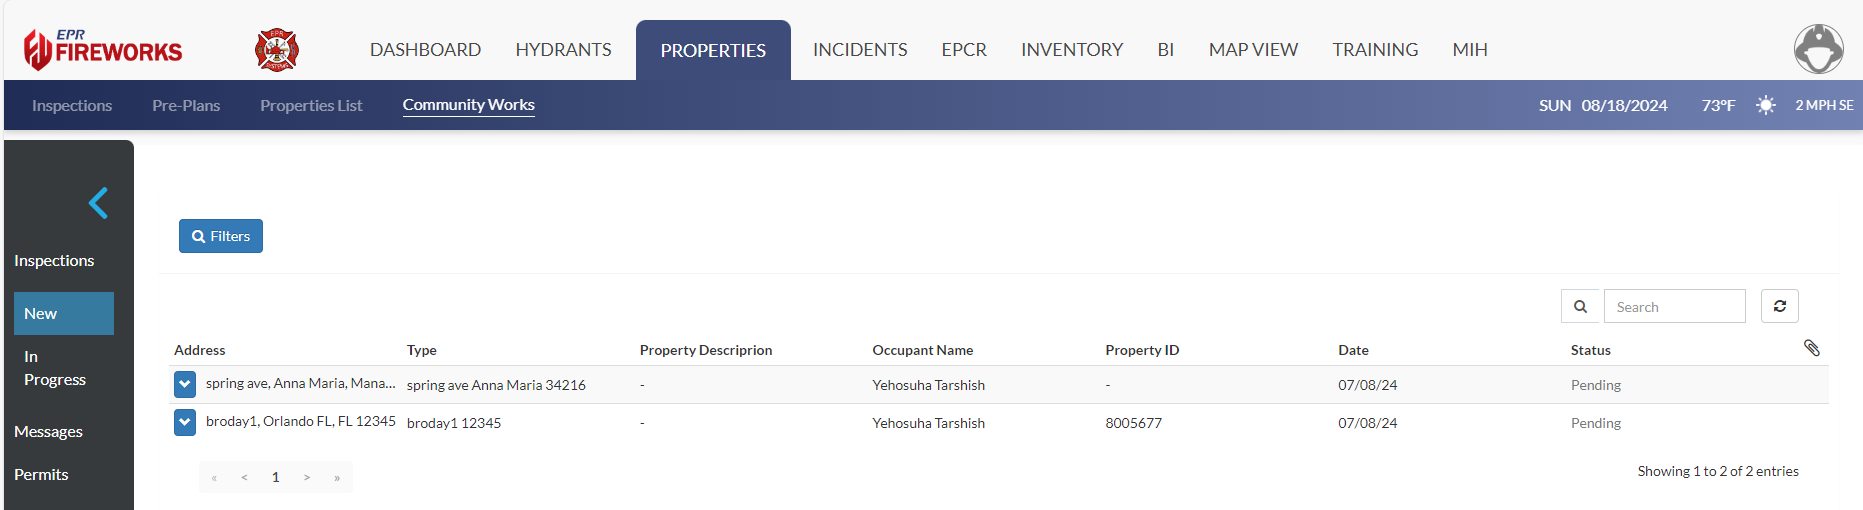 EPR
FIREWORKS
EPR
SYSTEMS
DASHBOARD HYDRANTS PROPERTIES INCIDENTS EPCR INVENTORY BI MAP VIEW TRAINING MIH
Inspections Pre-Plans Properties List Community Works SUN 08/18/2024 73°F 2 MPH SE
Filters
Inspections
New
In
Progress
Messages
Permits
Search
Address Type Property Descriprion Occupant Name Property ID Date Status
spring ave, Anna Maria, Mana... spring ave Anna Maria 34216 - Yehosuha Tarshish - 07/08/24 Pending
broday1, Orlando FL, FL 12345 broday1 12345 - Yehosuha Tarshish 8005677 07/08/24 Pending
« < 1 > »
Showing 1 to 2 of 2 entries